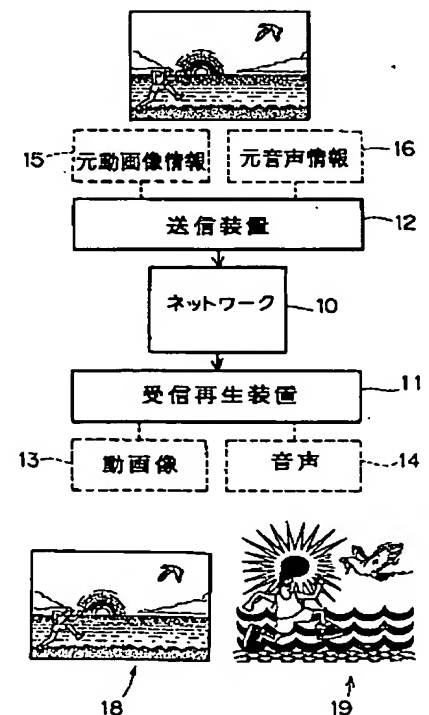 15 元動画像情報 元音声情報 16
送信装置 12
ネットワーク 10
受信再生装置 11
13 動画像 音声 14
18 19